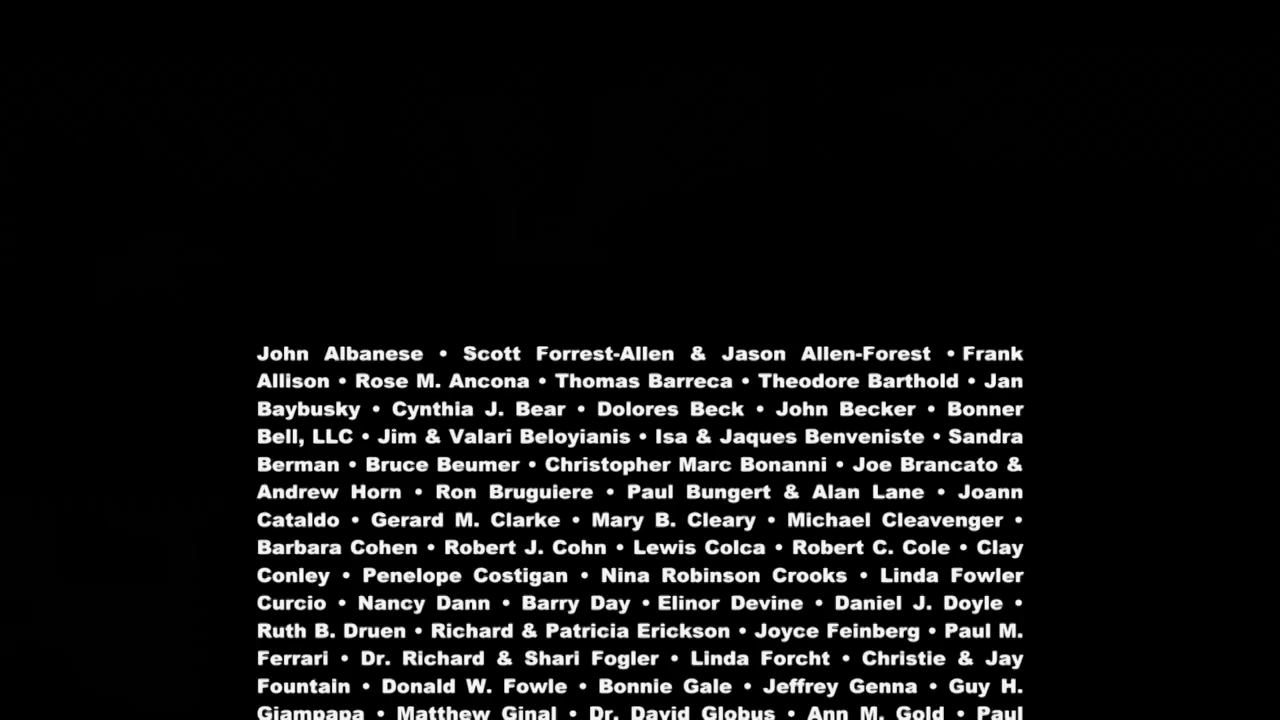 John Albanese • Scott Forrest-Allen & Jason Allen-Forest • Frank
Allison • Rose M. Ancona • Thomas Barreca • Theodore Barthold • Jan
Baybusky • Cynthia J. Bear • Dolores Beck • John Becker • Bonner
Bell, LLC • Jim & Valari Beloyianis • Isa & Jaques Benveniste • Sandra
Berman • Bruce Beumer • Christopher Marc Bonanni • Joe Brancato &
Andrew Horn • Ron Bruguiere • Paul Bungert & Alan Lane • Joann
Cataldo • Gerard M. Clarke • Mary B. Cleary • Michael Cleavenger •
Barbara Cohen • Robert J. Cohn • Lewis Colca • Robert C. Cole • Clay
Conley • Penelope Costigan • Nina Robinson Crooks • Linda Fowler
Curcio • Nancy Dann • Barry Day • Elinor Devine • Daniel J. Doyle •
Ruth B. Druen • Richard & Patricia Erickson • Joyce Feinberg • Paul M.
Ferrari • Dr. Richard & Shari Fogler • Linda Forcht • Christie & Jay
Fountain • Donald W. Fowle • Bonnie Gale • Jeffrey Genna • Guy H.
Giampapa • Matthew Ginal • Dr. David Globus • Ann M. Gold • Paul